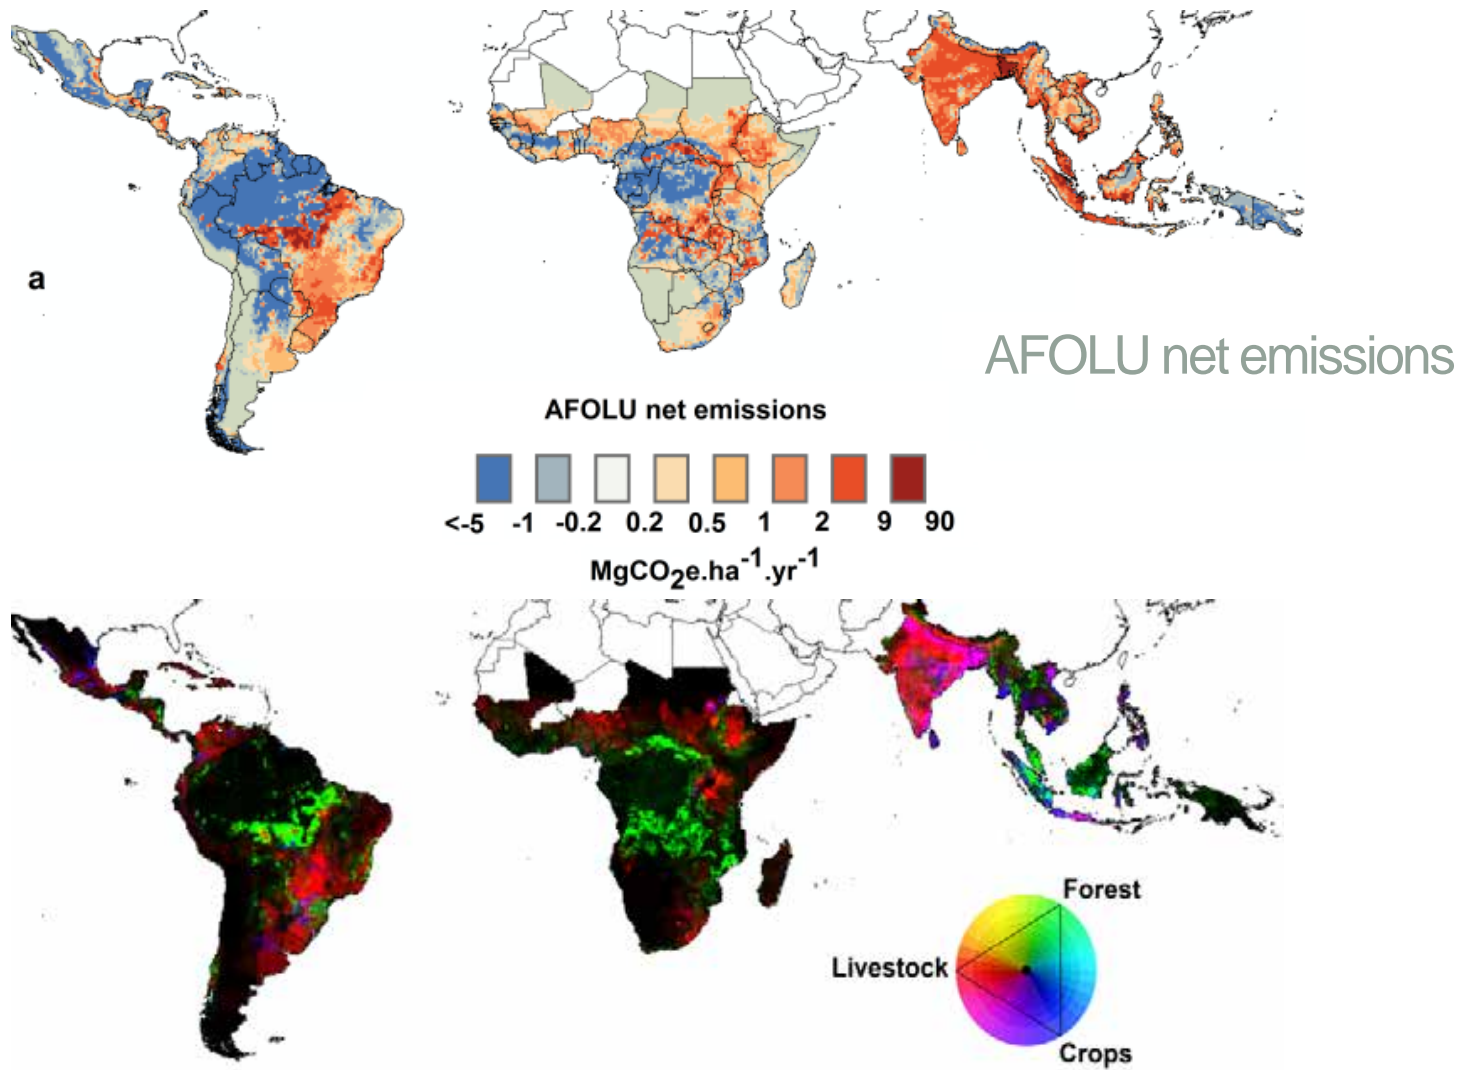 a
AFOLU net emissions
AFOLU net emissions
<-5 -1 -0.2 0.2 0.5 1 2 9 90
MgCO2e.ha-1.yr-1
Forest
Livestock
Crops